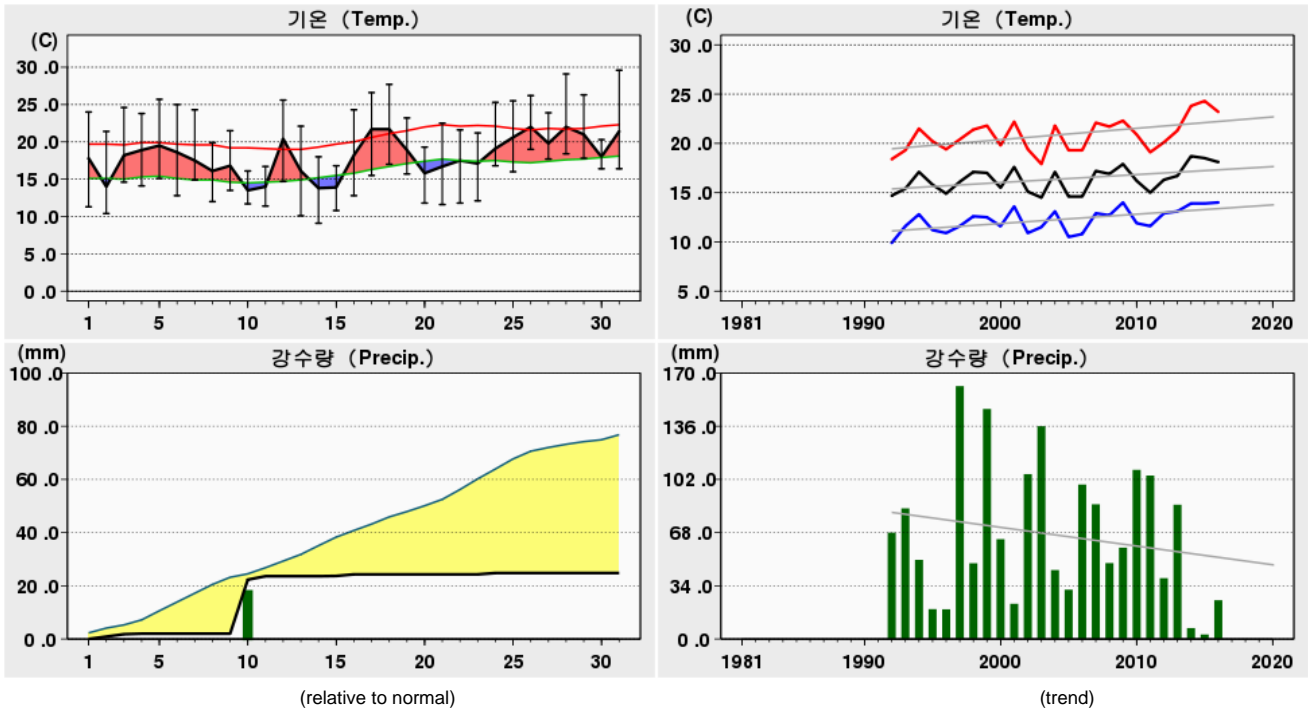 기온 (Temp.)
(C)
30 .0
25 .0
20 .0
15 .0
10 .0
5 .0
0 .0
1 5 10 15 20 25 30
기온 (Temp.)
(C)
30 .0
25 .0
20 .0
15 .0
10 .0
5 .0
1981 1990 2000 2010 2020
강수량 (Precip.)
(mm)
100 .0
80 .0
60 .0
40 .0
20 .0
0 .0
1 5 10 15 20 25 30
(relative to normal)
강수량 (Precip.)
(mm)
170 .0
136 .0
102 .0
68 .0
34 .0
0 .0
1981 1990 2000 2010 2020
(trend)